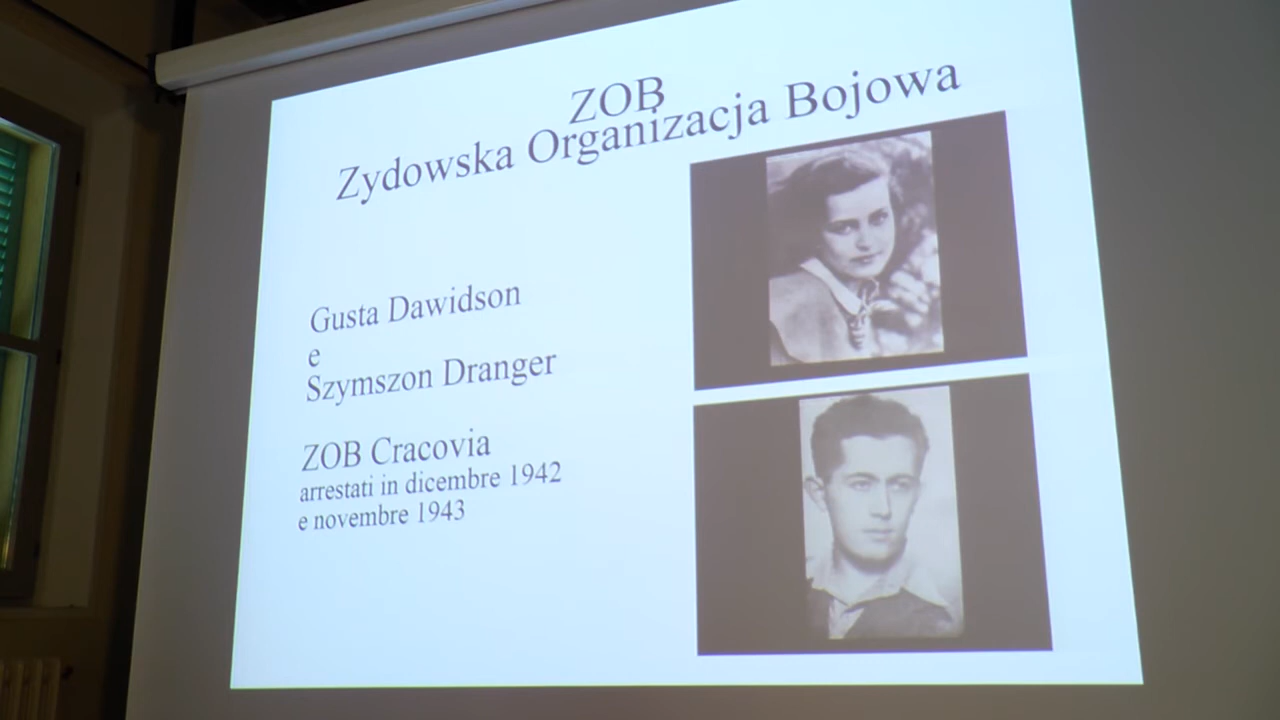 ZOB
Zydowska Organizacja Bojowa
Gusta Dawidson
e
Szymszon Dranger
ZOB Cracovia
arrestati in dicembre 1942
e novembre 1943